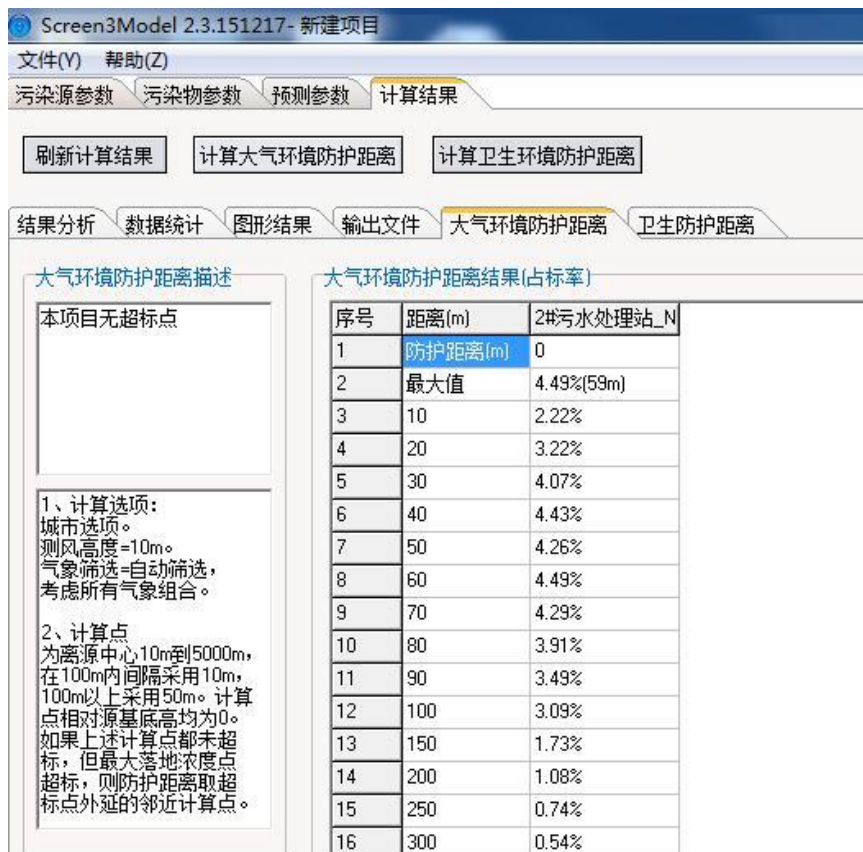 Screen3Model 2.3.151217- 新建项目
文件(Y) 帮助(Z)
污染源参数 污染物参数 预测参数 计算结果
刷新计算结果 计算大气环境防护距离 计算卫生环境防护距离
结果分析 数据统计 图形结果 输出文件 大气环境防护距离 卫生防护距离
大气环境防护距离描述
本项目无超标点
1、计算选项:
城市选项。
测风高度=10m。
气象筛选=自动筛选,
考虑所有气象组合。
2、计算点
为离源中心10m到5000m,
在100m内间隔采用10m,
100m以上采用50m。计算
点相对源基底高均为0。
如果上述计算点都未超
标,但最大落地浓度点
超标,则防护距离取超
标点外延的邻近计算点。
大气环境防护距离结果(占标率)
序号 距离(m) 2#污水处理站_N
1 防护距离(m) 0
2 最大值 4.49%(59m)
3 10 2.22%
4 20 3.22%
5 30 4.07%
6 40 4.43%
7 50 4.26%
8 60 4.49%
9 70 4.29%
10 80 3.91%
11 90 3.49%
12 100 3.09%
13 150 1.73%
14 200 1.08%
15 250 0.74%
16 300 0.54%